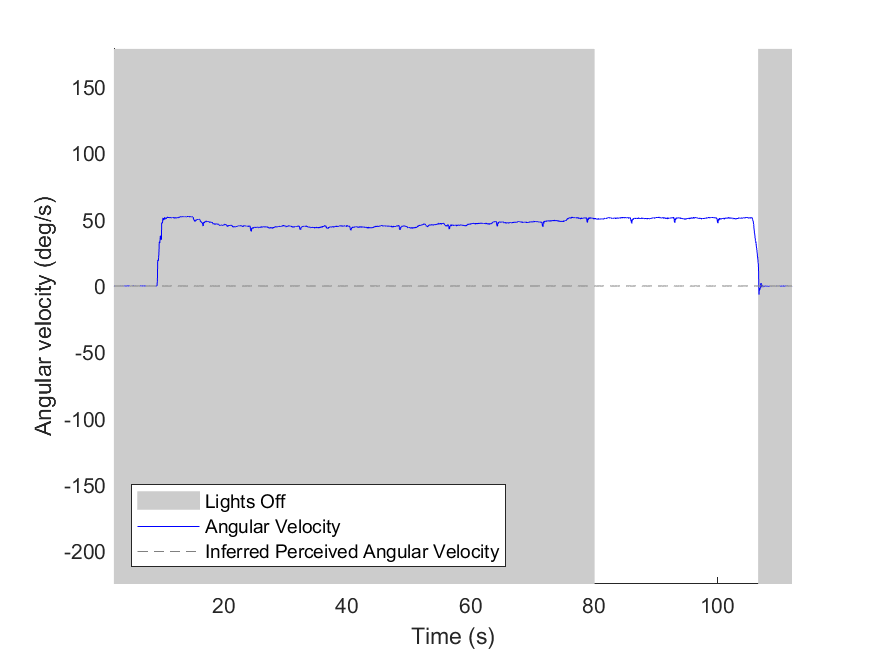 150
100
50
0
-50
-100
-150
-200
Angular velocity (deg/s)
Lights Off
Angular Velocity
Inferred Perceived Angular Velocity
20 40 60 80 100
Time (s)